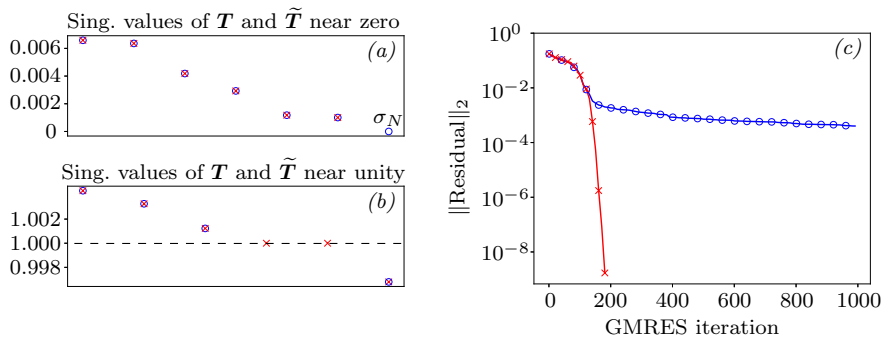 Sing. values of T and T̃ near zero
(a)
0.006
0.004
0.002
0
σ_N
Sing. values of T and T̃ near unity
(b)
1.002
1.000
0.998
(c)
10^0
10^−2
10^−4
10^−6
10^−8
||Residual||_2
0 200 400 600 800 1000
GMRES iteration